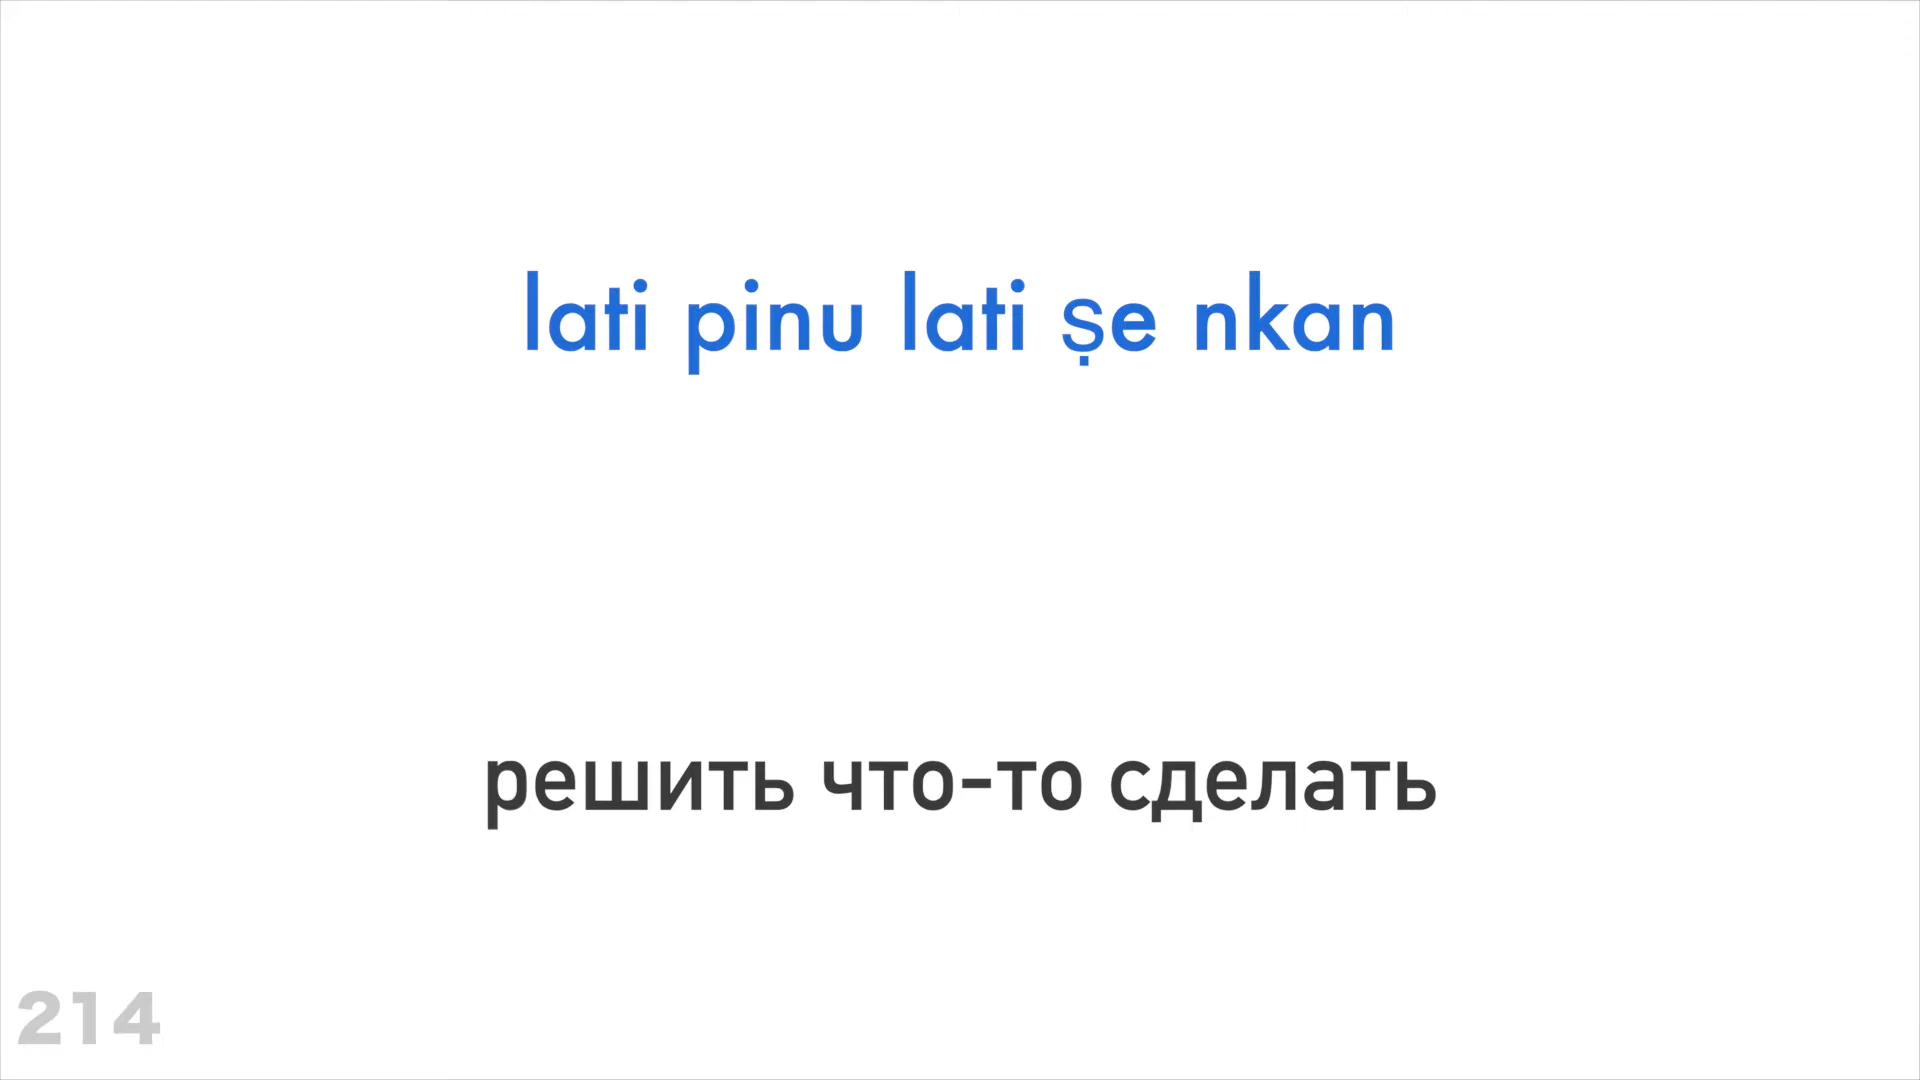 lati pinu lati ṣe nkan
решить что-то сделать
214